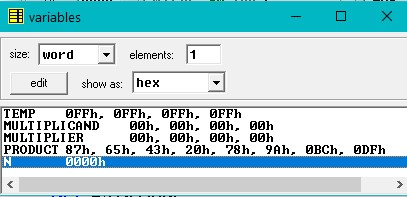 variables
size: word elements: 1
edit show as: hex
TEMP 0FFh, 0FFh, 0FFh, 0FFh
MULTIPLICAND 00h, 00h, 00h, 00h
MULTIPLIER 00h, 00h, 00h, 00h
PRODUCT 87h, 65h, 43h, 20h, 78h, 9Ah, 0BCh, 0DFh
N 0000h